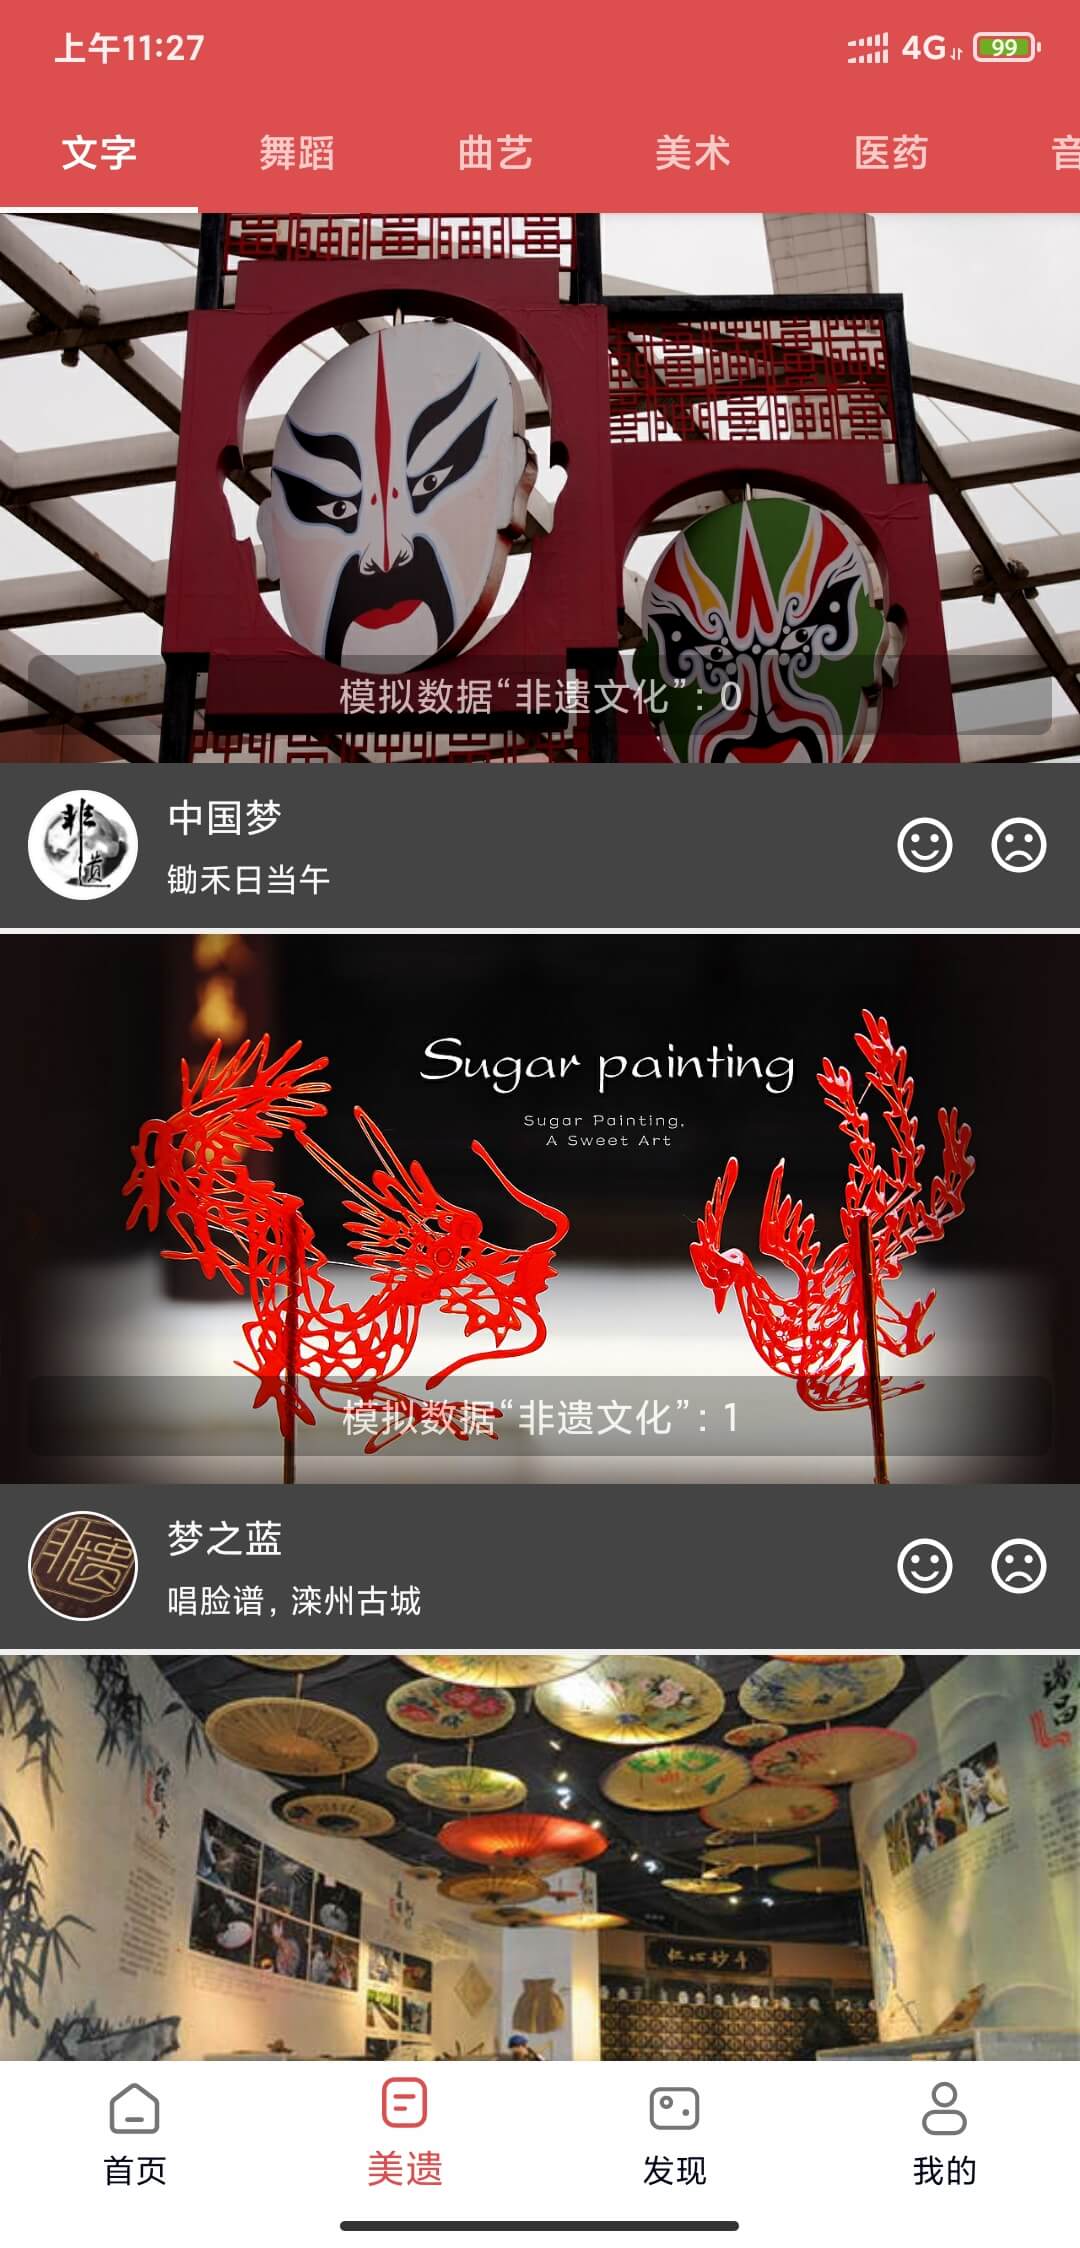 上午11:27
4G
99
文字
舞蹈
曲艺
美术
医药
音
模拟数据“非遗文化”: 0
非遗
中国梦
锄禾日当午
Sugar painting
Sugar Painting,
A Sweet Art
模拟数据“非遗文化”: 1
非遗
梦之蓝
唱脸谱, 滦州古城
首页
美遗
发现
我的